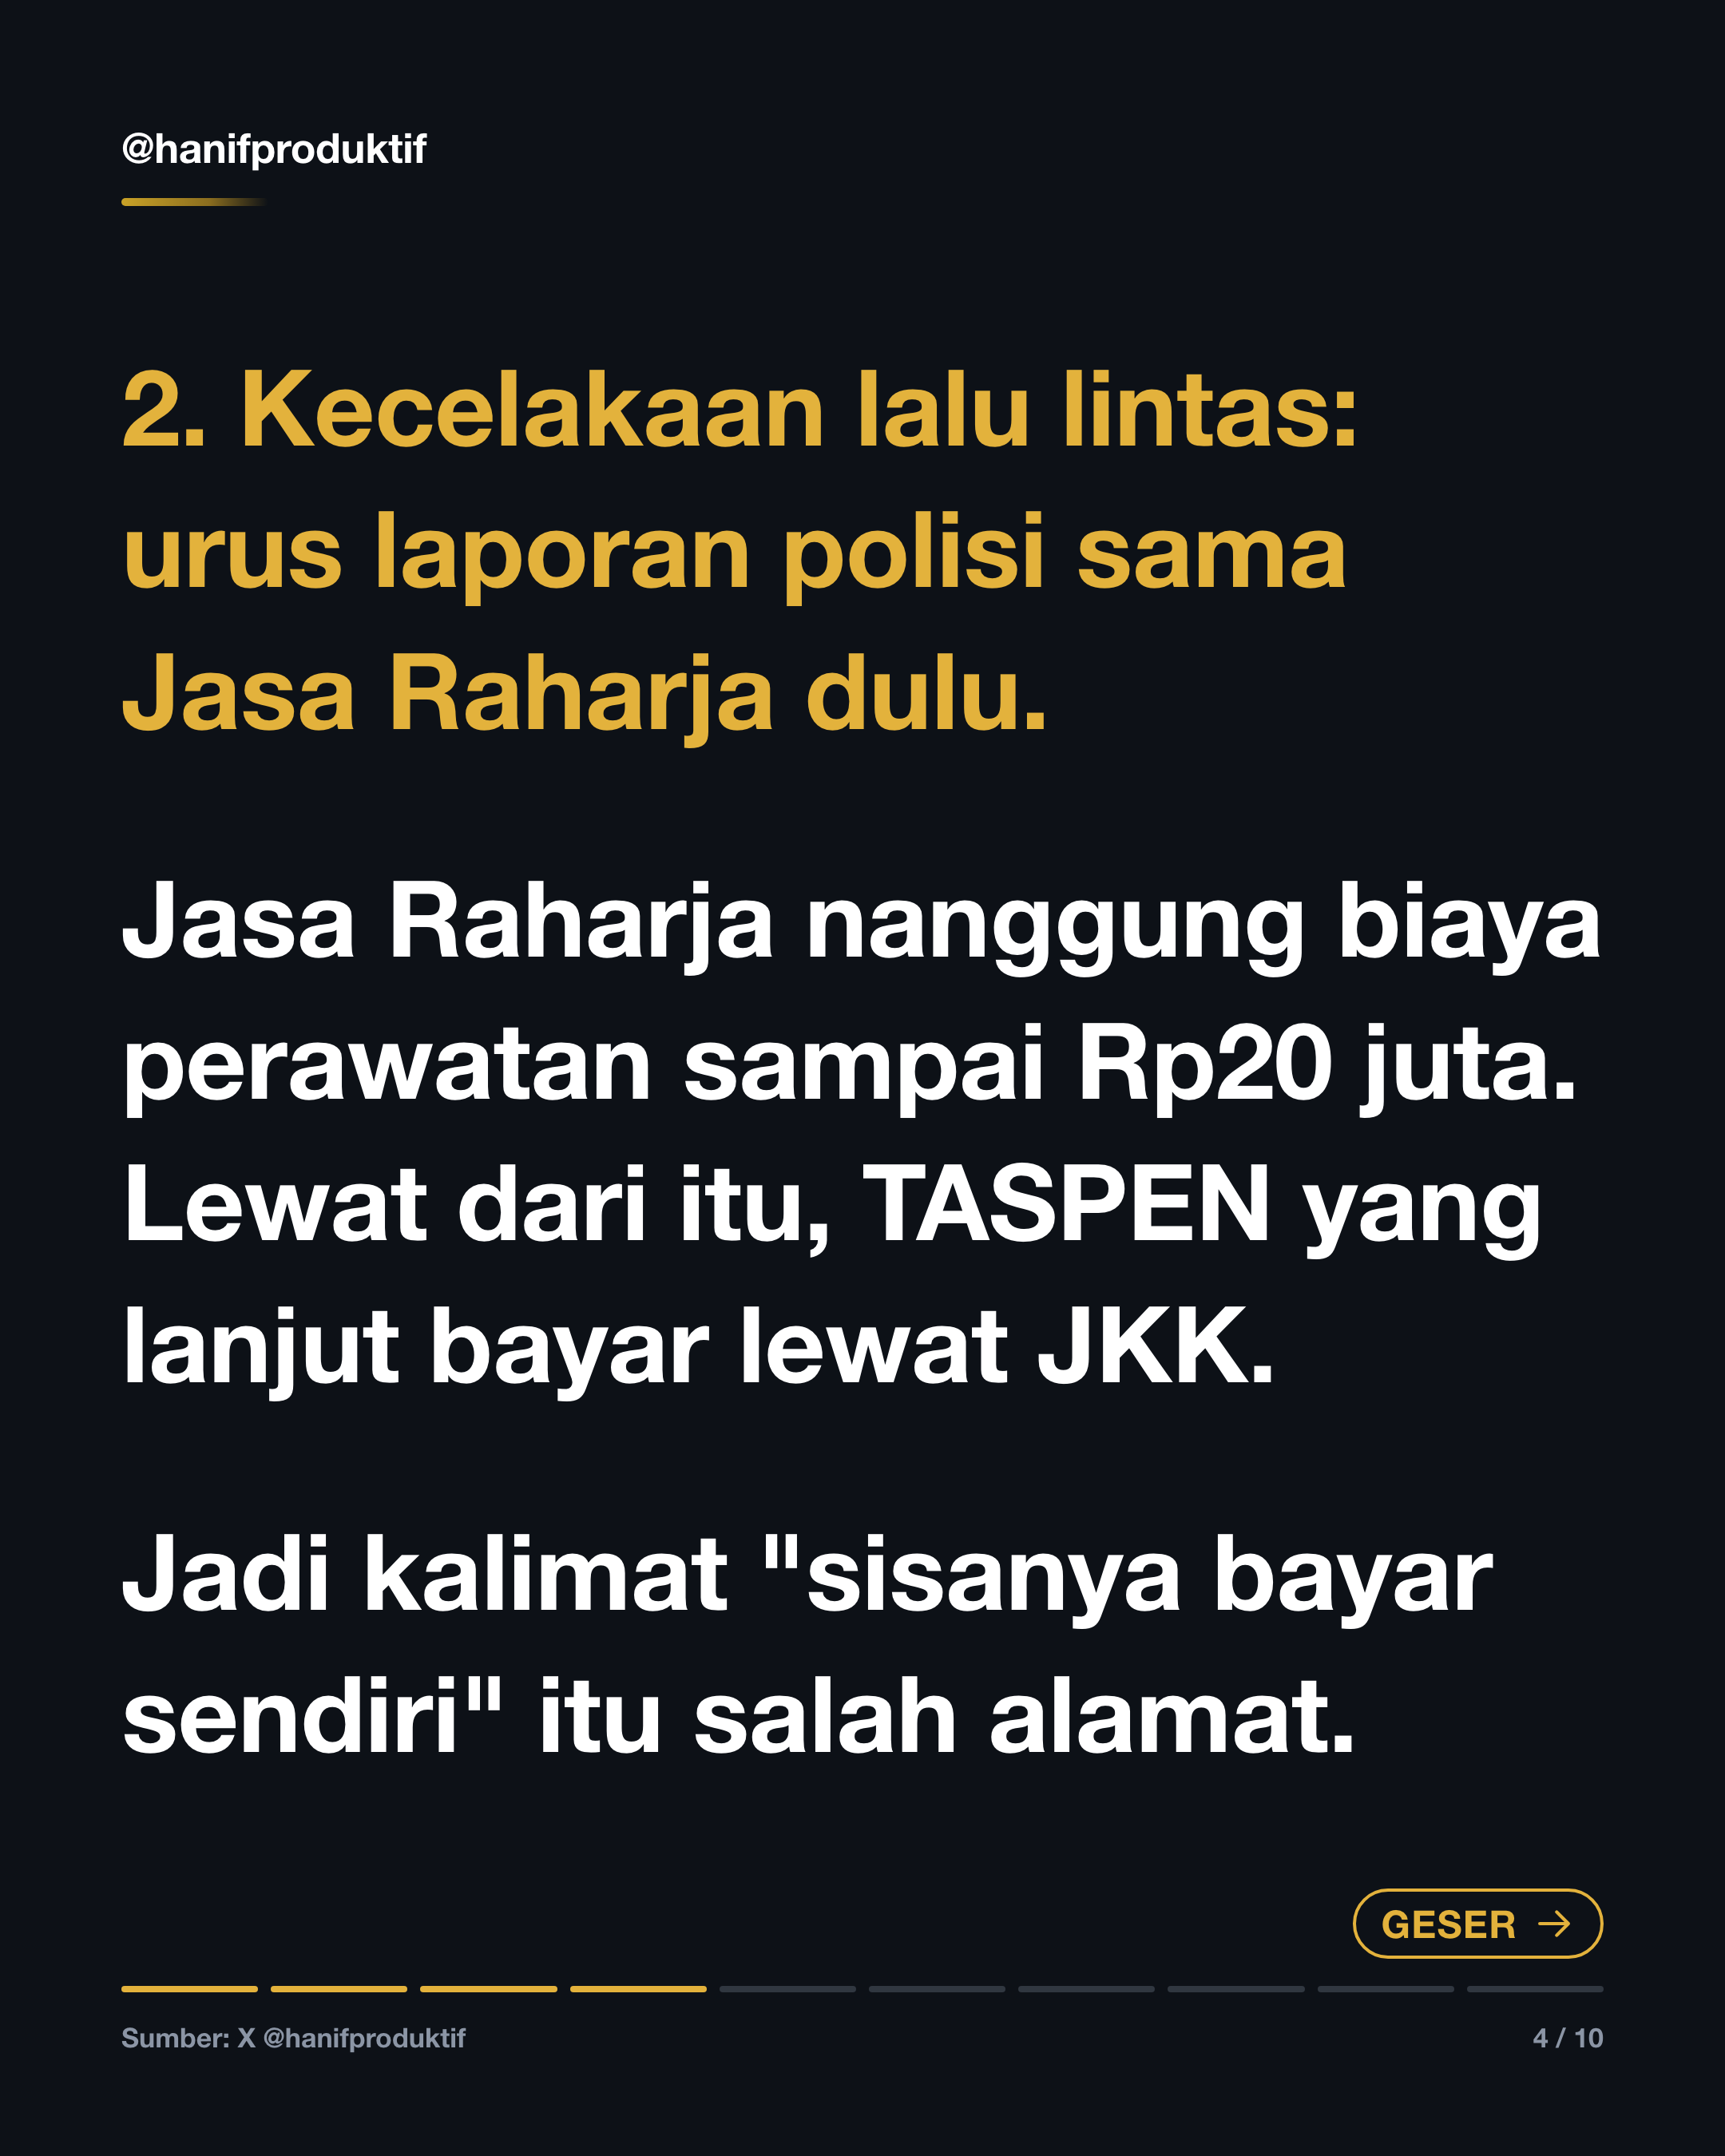 @hanifproduktif
2. Kecelakaan lalu lintas:
urus laporan polisi sama
Jasa Raharja dulu.
Jasa Raharja nanggung biaya
perawatan sampai Rp20 juta.
Lewat dari itu, TASPEN yang
lanjut bayar lewat JKK.
Jadi kalimat "sisanya bayar
sendiri" itu salah alamat.
GESER →
Sumber: X @hanifproduktif
4 / 10